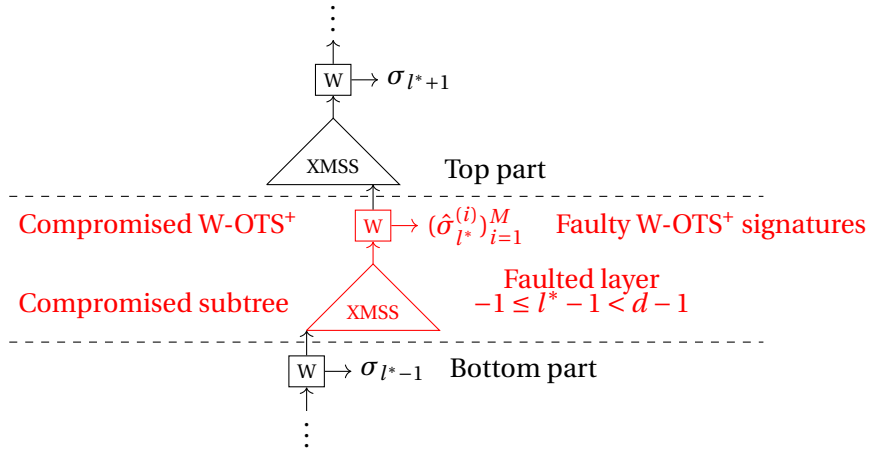 ⋮
W
σ_{l*+1}
XMSS
Top part
Compromised W-OTS⁺
W
(σ̂_{l*}^{(i)})_{i=1}^{M}
Faulty W-OTS⁺ signatures
Compromised subtree
XMSS
Faulted layer
−1 ≤ l* − 1 < d − 1
W
σ_{l*−1}
Bottom part
⋮